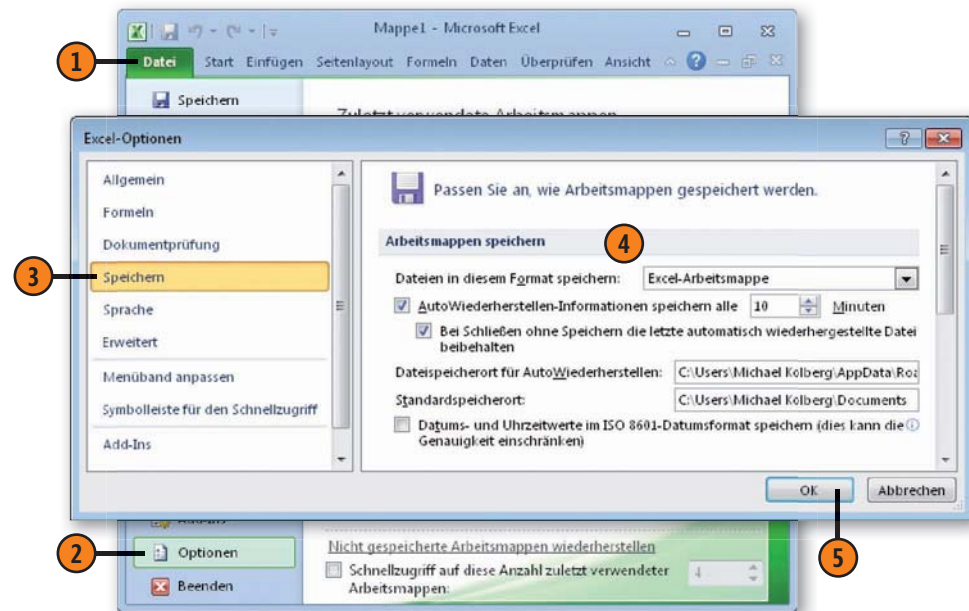 Mappe1 - Microsoft Excel
1
Datei Start Einfügen Seitenlayout Formeln Daten Überprüfen Ansicht
Speichern
Zuletzt verwendete Arbeitsmappen
Excel-Optionen
Allgemein
Formeln
Dokumentprüfung
3
Speichern
Sprache
Erweitert
Menüband anpassen
Symbolleiste für den Schnellzugriff
Add-Ins
Passen Sie an, wie Arbeitsmappen gespeichert werden.
Arbeitsmappen speichern
4
Dateien in diesem Format speichern: Excel-Arbeitsmappe
AutoWiederherstellen-Informationen speichern alle 10 Minuten
Bei Schließen ohne Speichern die letzte automatisch wiederhergestellte Datei
beibehalten
Dateispeicherort für AutoWiederherstellen: C:\Users\Michael Kolberg\AppData\Roa
Standardspeicherort: C:\Users\Michael Kolberg\Documents
Datums- und Uhrzeitwerte im ISO 8601-Datumsformat speichern (dies kann die
Genauigkeit einschränken)
OK Abbrechen
5
Add-Ins
2
Optionen
Beenden
Nicht gespeicherte Arbeitsmappen wiederherstellen
Schnellzugriff auf diese Anzahl zuletzt verwendeter 4
Arbeitsmappen: